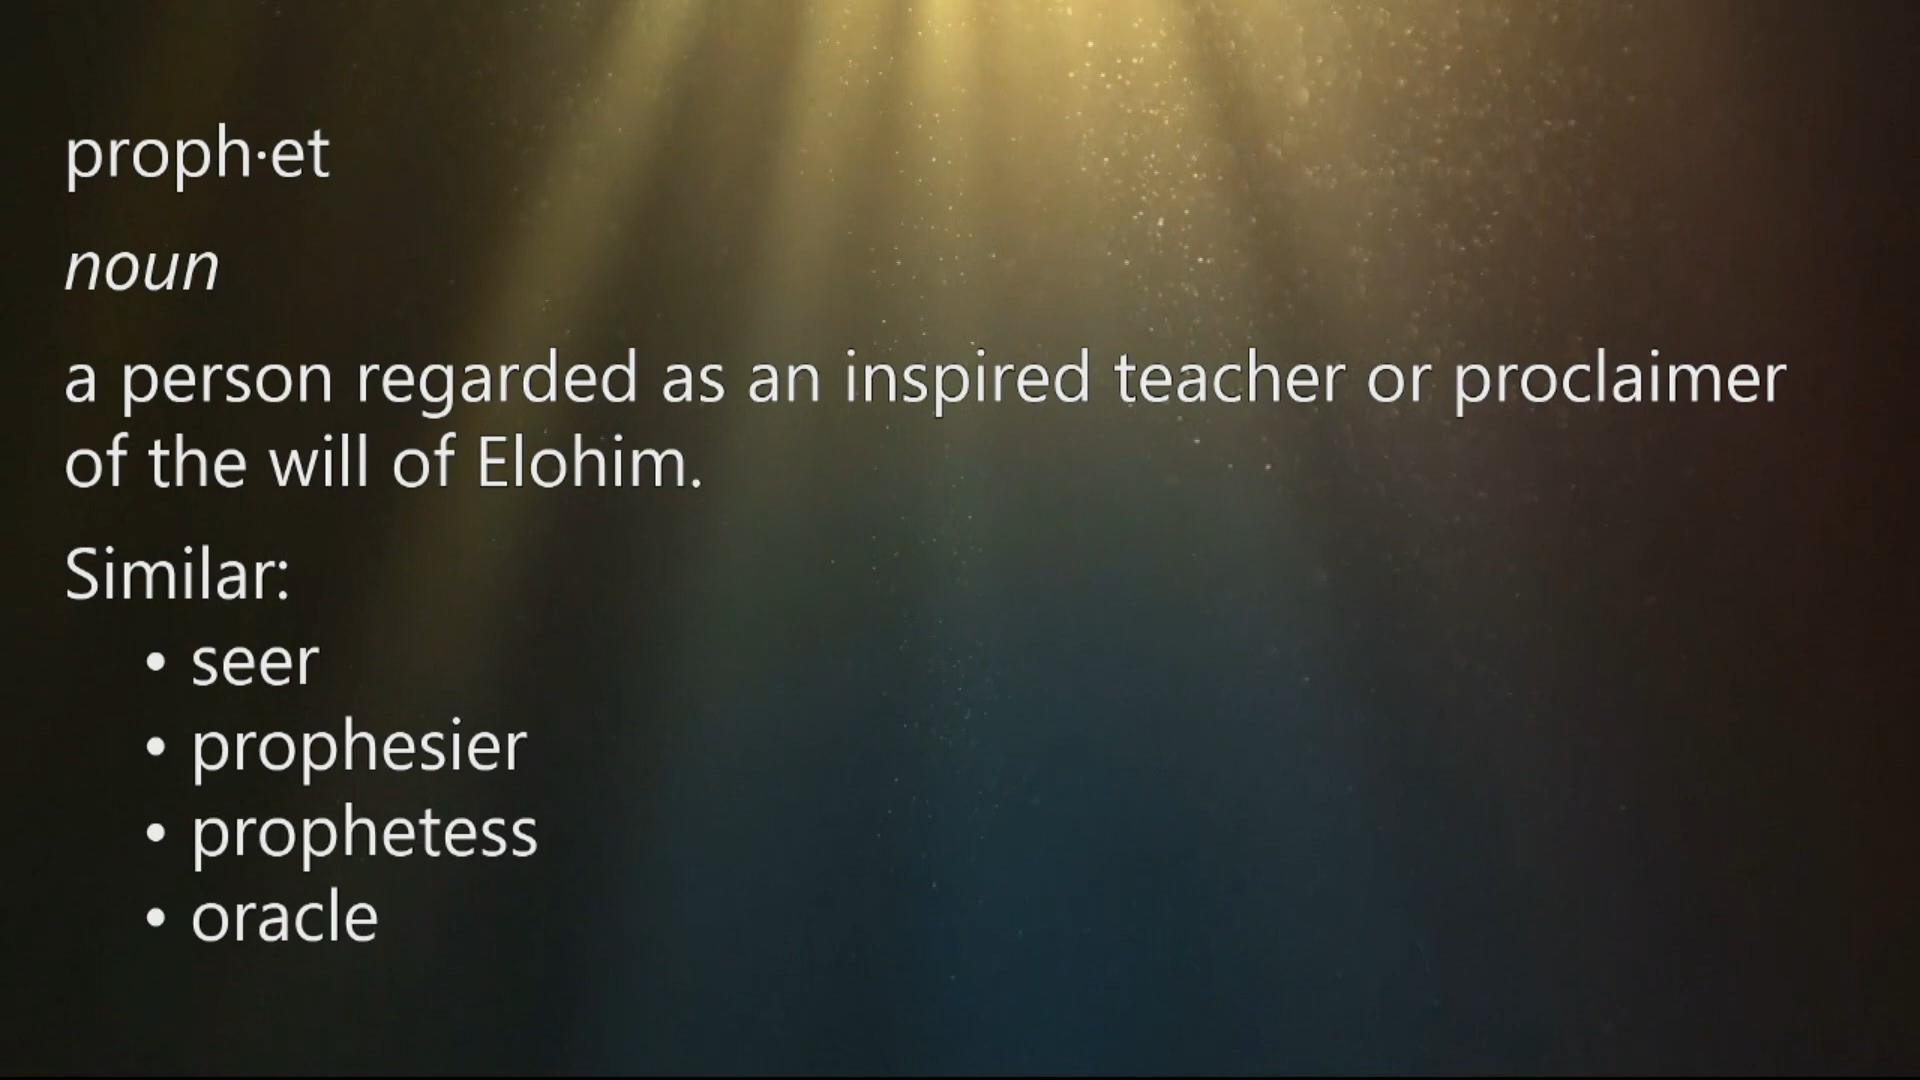 proph·et
noun
a person regarded as an inspired teacher or proclaimer
of the will of Elohim.
Similar:
• seer
• prophesier
• prophetess
• oracle